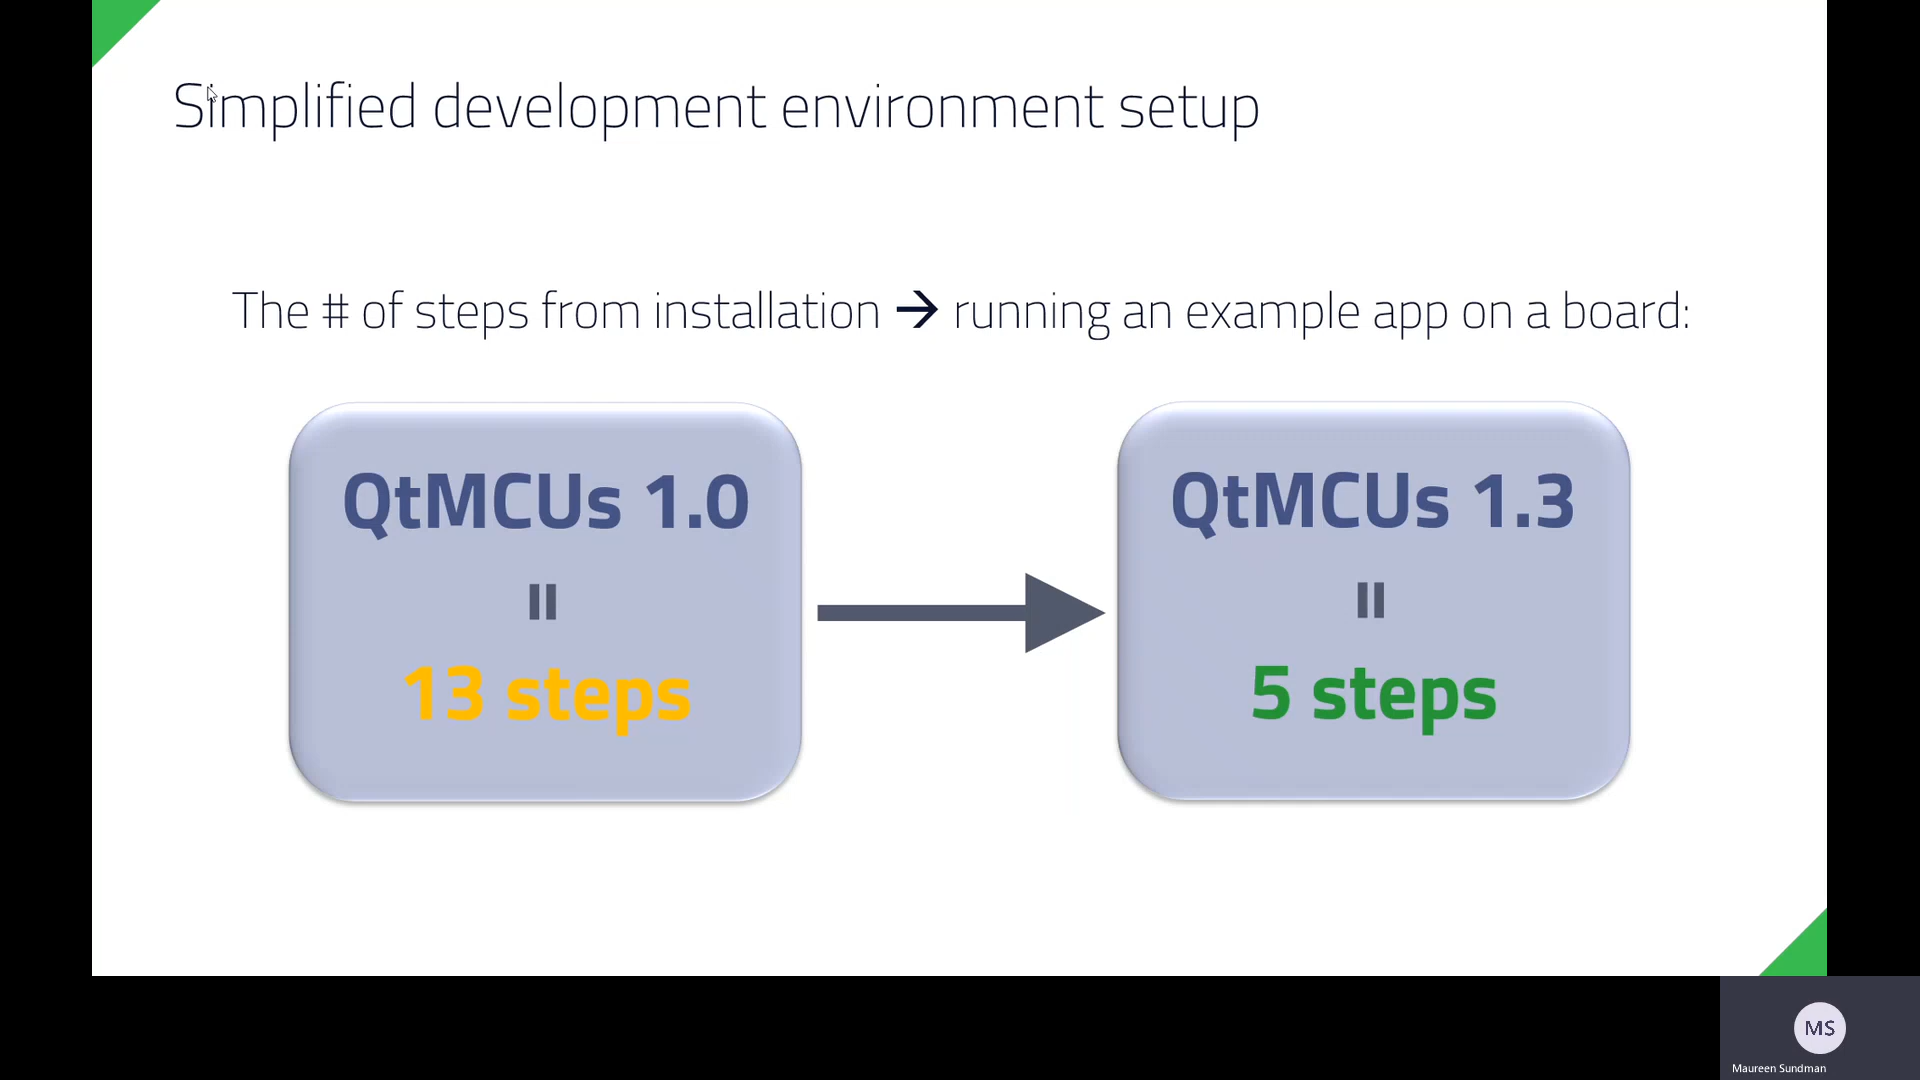 Simplified development environment setup
The # of steps from installation → running an example app on a board:
QtMCUs 1.0
=
13 steps
QtMCUs 1.3
=
5 steps
MS
Maureen Sundman